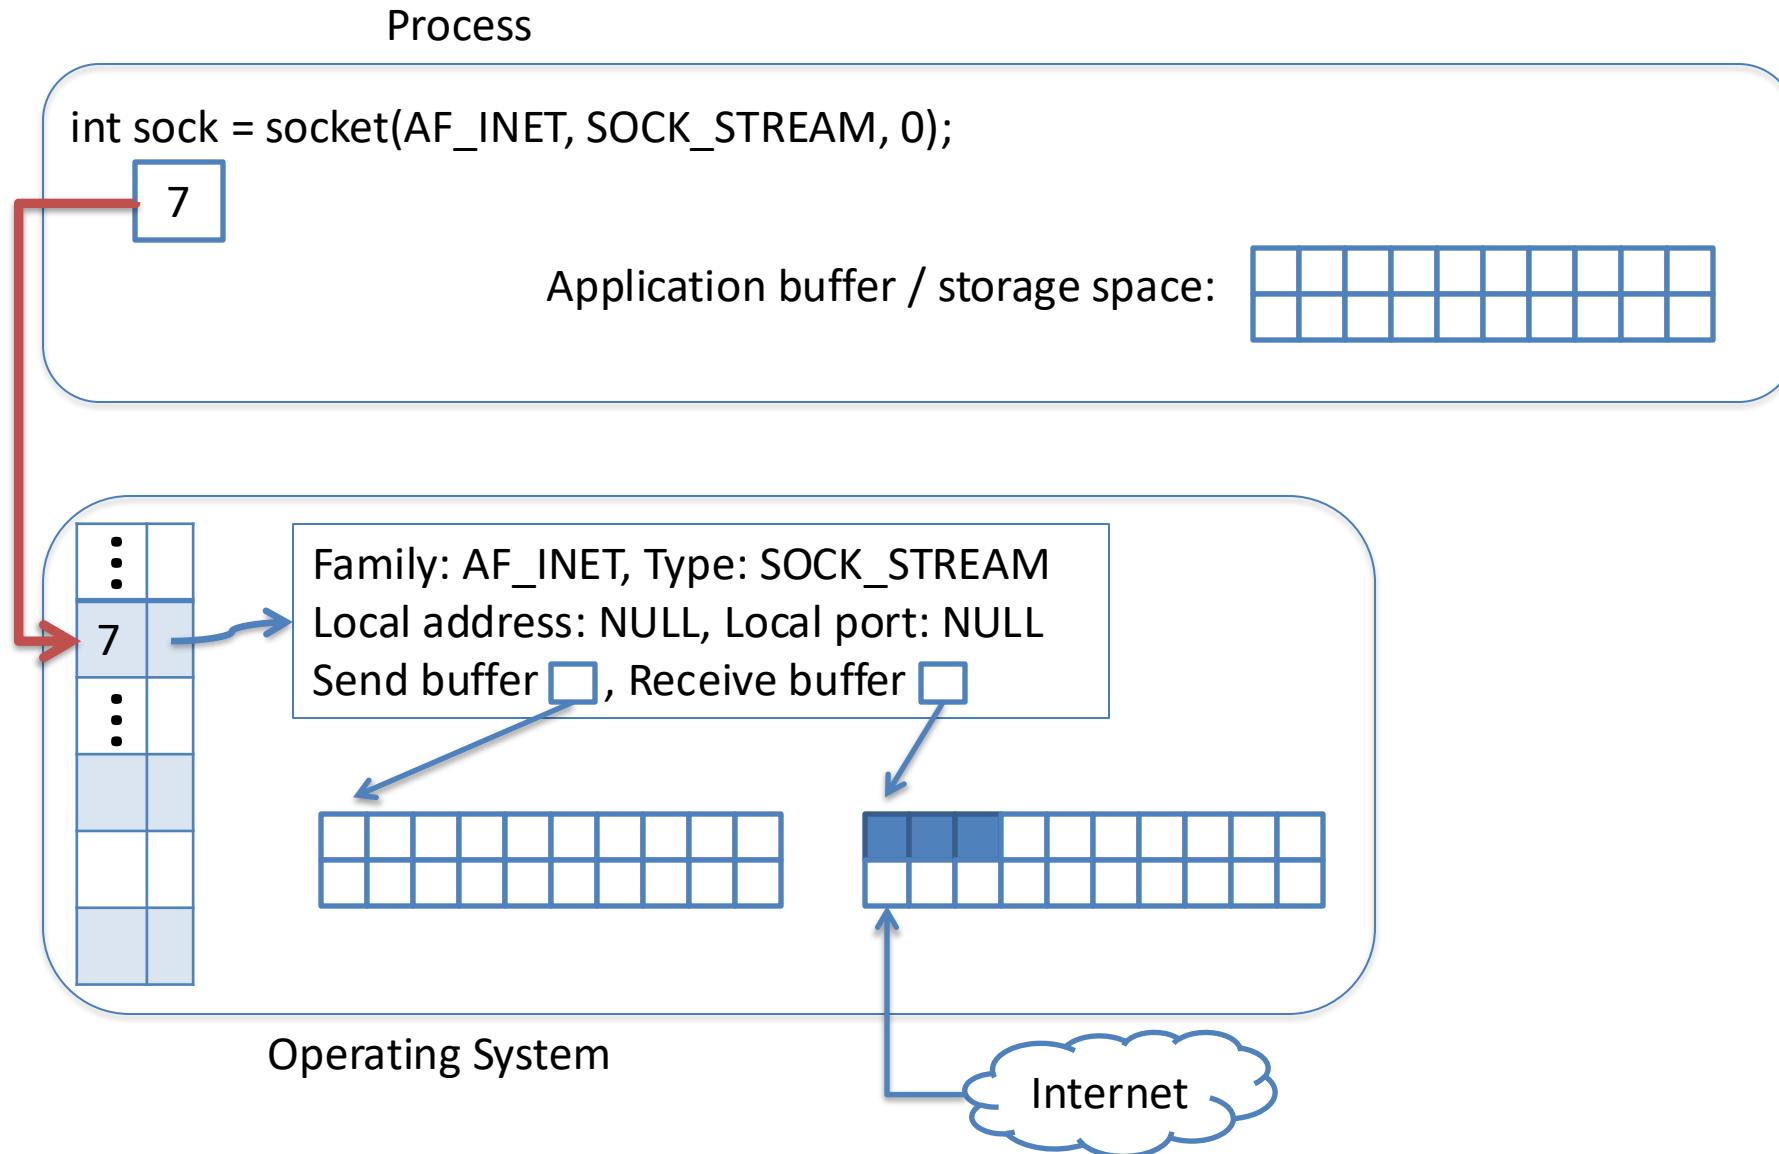 Process
int sock = socket(AF_INET, SOCK_STREAM, 0);
7
Application buffer / storage space:
Family: AF_INET, Type: SOCK_STREAM
7
Local address: NULL, Local port: NULL
Send buffer , Receive buffer
Operating System
Internet